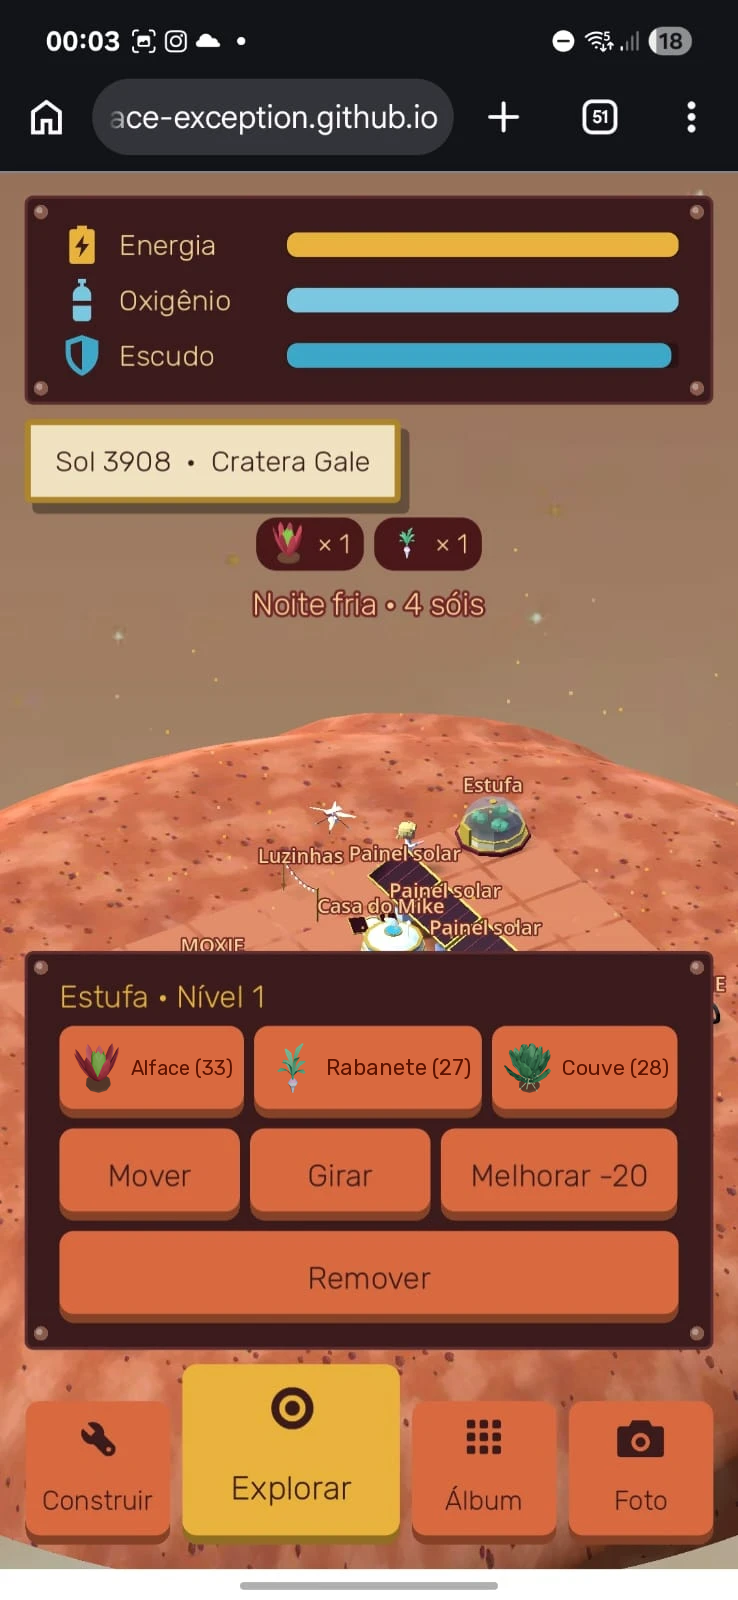 00:03
18
ace-exception.github.io
51
Energia
Oxigênio
Escudo
Sol 3908 • Cratera Gale
× 1 × 1
Noite fria • 4 sóis
Estufa
Luzinhas Painel solar
Painel solar
Casa do Mike
Painel solar
MOXIE
E
Estufa • Nível 1
Alface (33) Rabanete (27) Couve (28)
Mover Girar Melhorar -20
Remover
Construir Explorar Álbum Foto